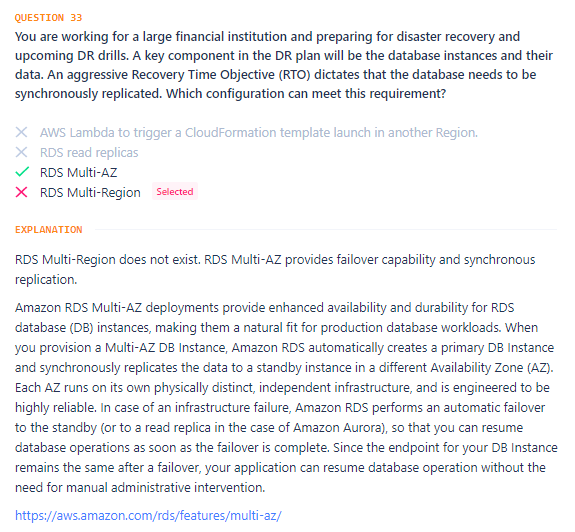 QUESTION 33
You are working for a large financial institution and preparing for disaster recovery and
upcoming DR drills. A key component in the DR plan will be the database instances and their
data. An aggressive Recovery Time Objective (RTO) dictates that the database needs to be
synchronously replicated. Which configuration can meet this requirement?
AWS Lambda to trigger a CloudFormation template launch in another Region.
RDS read replicas
RDS Multi-AZ
RDS Multi-Region Selected
EXPLANATION
RDS Multi-Region does not exist. RDS Multi-AZ provides failover capability and synchronous
replication.
Amazon RDS Multi-AZ deployments provide enhanced availability and durability for RDS
database (DB) instances, making them a natural fit for production database workloads. When
you provision a Multi-AZ DB Instance, Amazon RDS automatically creates a primary DB Instance
and synchronously replicates the data to a standby instance in a different Availability Zone (AZ).
Each AZ runs on its own physically distinct, independent infrastructure, and is engineered to be
highly reliable. In case of an infrastructure failure, Amazon RDS performs an automatic failover
to the standby (or to a read replica in the case of Amazon Aurora), so that you can resume
database operations as soon as the failover is complete. Since the endpoint for your DB Instance
remains the same after a failover, your application can resume database operation without the
need for manual administrative intervention.
https://aws.amazon.com/rds/features/multi-az/